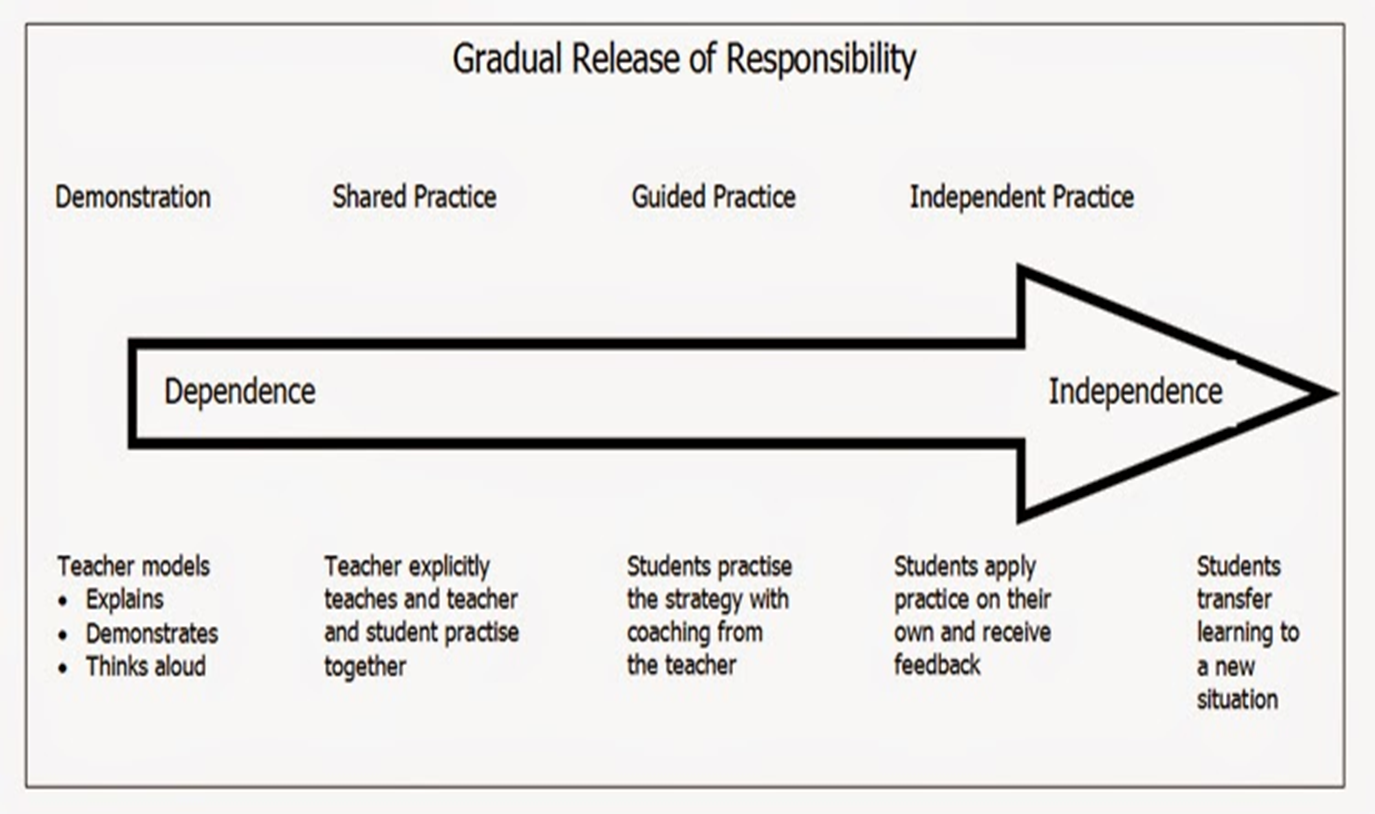 Gradual Release of Responsibility
Demonstration
Shared Practice
Guided Practice
Independent Practice
Dependence
Independence
Teacher models
• Explains
• Demonstrates
• Thinks aloud
Teacher explicitly
teaches and teacher
and student practise
together
Students practise
the strategy with
coaching from
the teacher
Students apply
practice on their
own and receive
feedback
Students
transfer
learning to
a new
situation